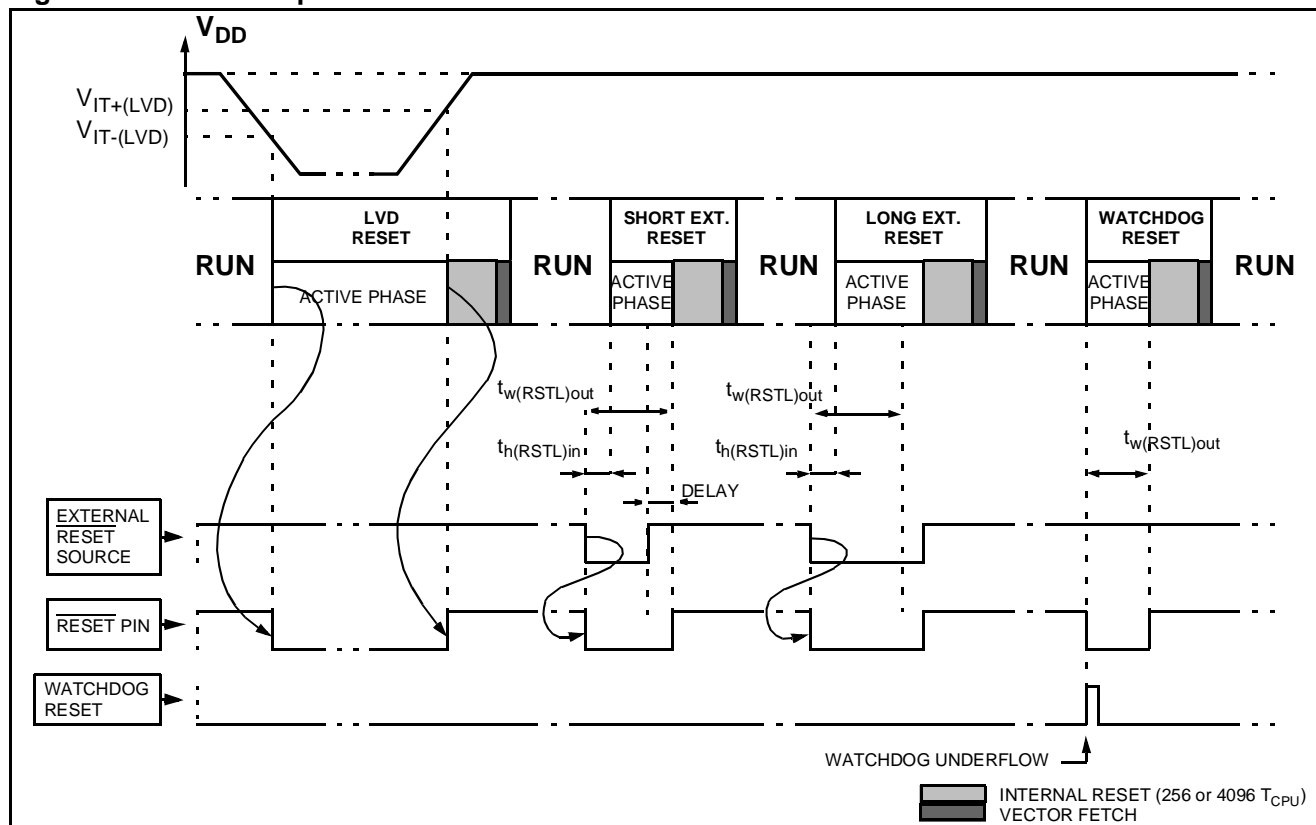 V_DD
V_IT+(LVD)
V_IT-(LVD)
LVD
RESET
SHORT EXT.
RESET
LONG EXT.
RESET
WATCHDOG
RESET
RUN
RUN
RUN
RUN
RUN
ACTIVE PHASE
ACTIVE
PHASE
ACTIVE
PHASE
ACTIVE
PHASE
t_w(RSTL)out
t_w(RSTL)out
t_h(RSTL)in
t_h(RSTL)in
t_w(RSTL)out
DELAY
EXTERNAL
RESET
SOURCE
RESET PIN
WATCHDOG
RESET
WATCHDOG UNDERFLOW
INTERNAL RESET (256 or 4096 T_CPU)
VECTOR FETCH